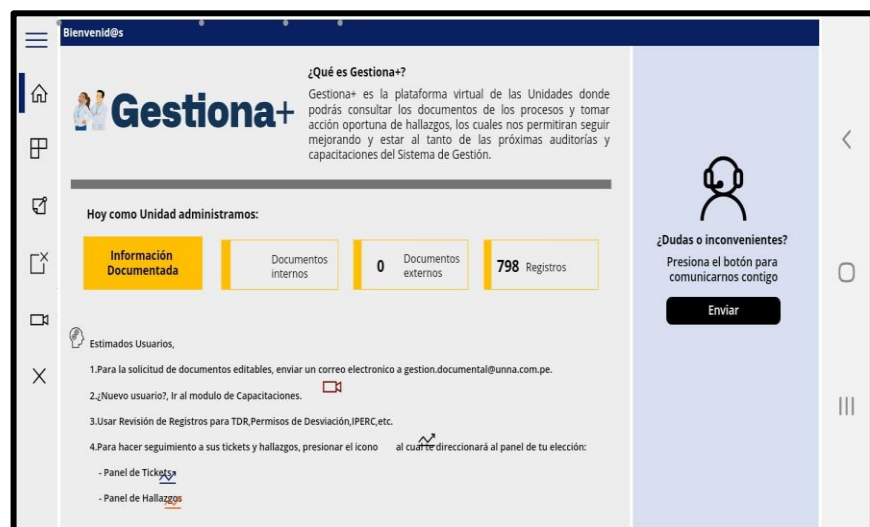 Bienvenid@s
Gestiona+
¿Qué es Gestiona+?
Gestiona+ es la plataforma virtual de las Unidades donde
podrás consultar los documentos de los procesos y tomar
acción oportuna de hallazgos, los cuales nos permitiran seguir
mejorando y estar al tanto de las próximas auditorías y
capacitaciones del Sistema de Gestión.
Hoy como Unidad administramos:
Información
Documentada
Documentos
internos
0 Documentos
externos
798 Registros
Estimados Usuarios,
1.Para la solicitud de documentos editables, enviar un correo electronico a gestion.documental@unna.com.pe.
2.¿Nuevo usuario?, Ir al modulo de Capacitaciones.
3.Usar Revisión de Registros para TDR,Permisos de Desviación,IPERC,etc.
4.Para hacer seguimiento a sus tickets y hallazgos, presionar el icono al cual te direccionará al panel de tu elección:
- Panel de Tickets
- Panel de Hallazgos
¿Dudas o inconvenientes?
Presiona el botón para
comunicarnos contigo
Enviar